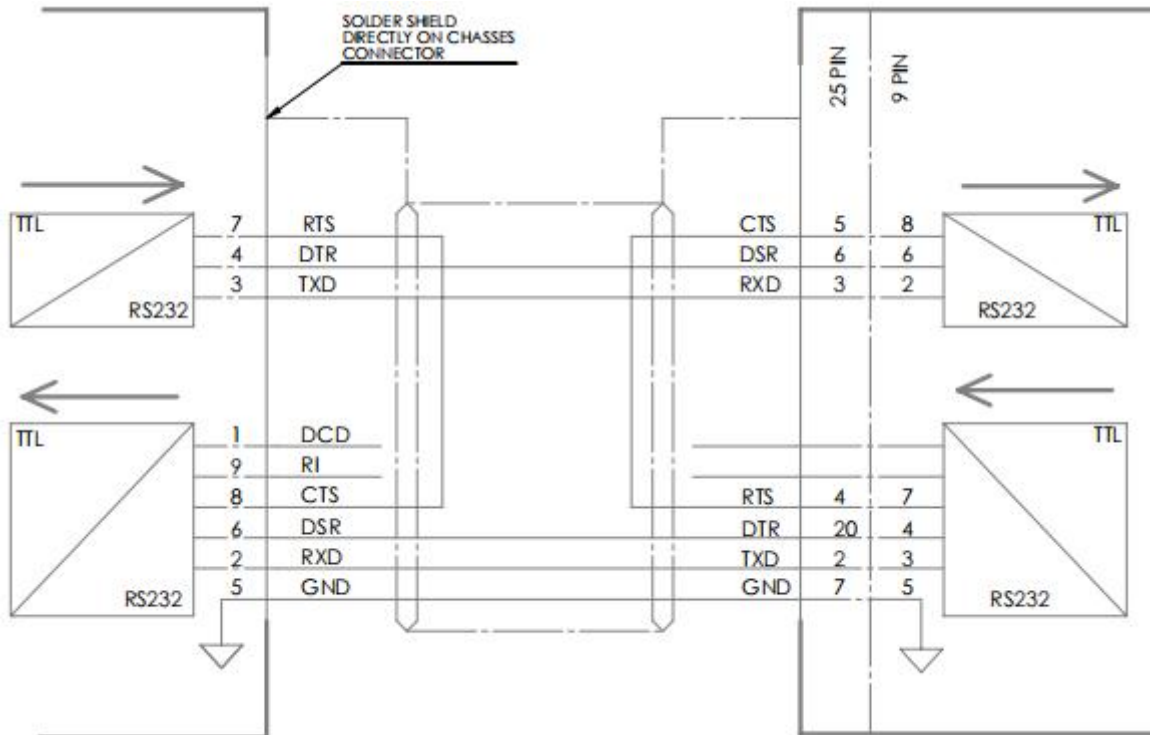 SOLDER SHIELD
DIRECTLY ON CHASSES
CONNECTOR
25 PIN
9 PIN
TTL
RS232
7 RTS
4 DTR
3 TXD
CTS 5 8
DSR 6 6
RXD 3 2
TTL
RS232
TTL
RS232
1 DCD
9 RI
8 CTS
6 DSR
2 RXD
5 GND
RTS 4 7
DTR 20 4
TXD 2 3
GND 7 5
TTL
RS232